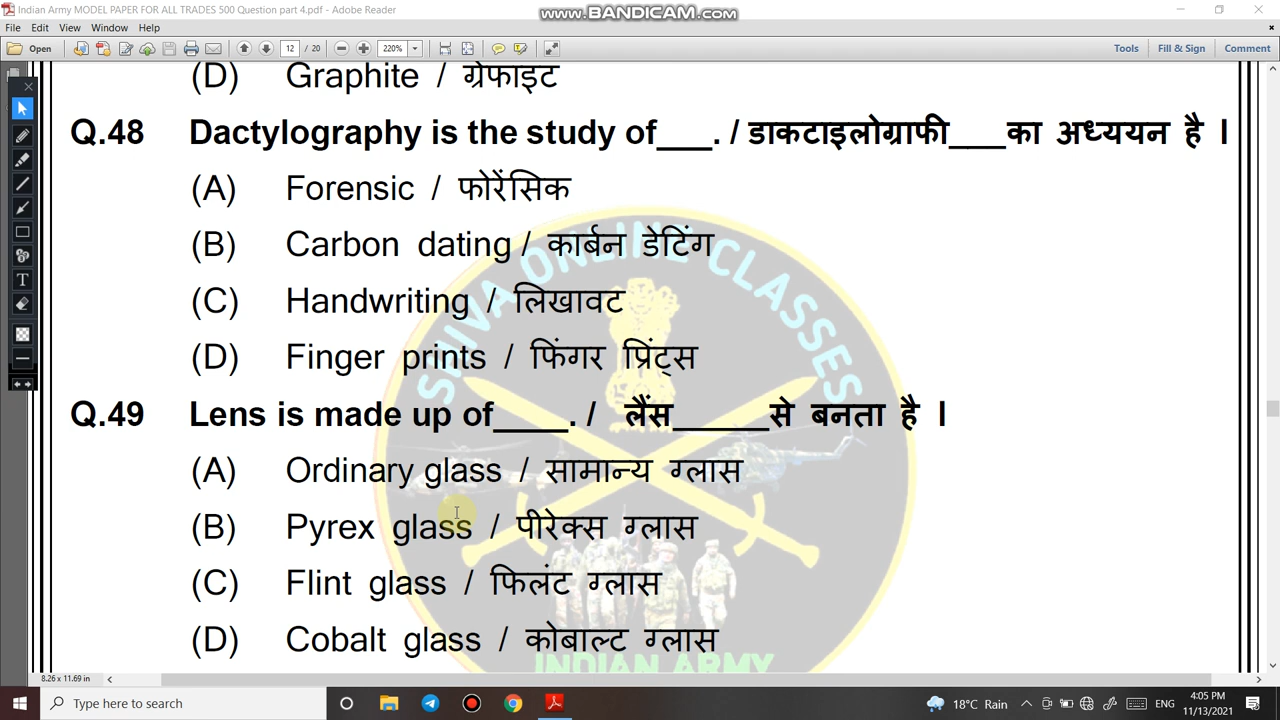 Indian Army MODEL PAPER FOR ALL TRADES 500 Question part 4.pdf - Adobe Reader
www.BANDICAM.com
File Edit View Window Help
Open 12 / 20 220% Tools Fill & Sign Comment
(D) Graphite / ग्रेफाइट
Q.48 Dactylography is the study of___. / डाकटाइलोग्राफी___का अध्ययन है ।
(A) Forensic / फोरेंसिक
(B) Carbon dating / कार्बन डेटिंग
(C) Handwriting / लिखावट
(D) Finger prints / फिंगर प्रिंट्स
Q.49 Lens is made up of____. / लैंस_____से बनता है ।
(A) Ordinary glass / सामान्य ग्लास
(B) Pyrex glass / पीरेक्स ग्लास
(C) Flint glass / फिलंट ग्लास
(D) Cobalt glass / कोबाल्ट ग्लास
SHIVA ONLINE CLASSES
INDIAN ARMY
8.26 x 11.69 in
Type here to search
18°C Rain ENG 4:05 PM
11/13/2021